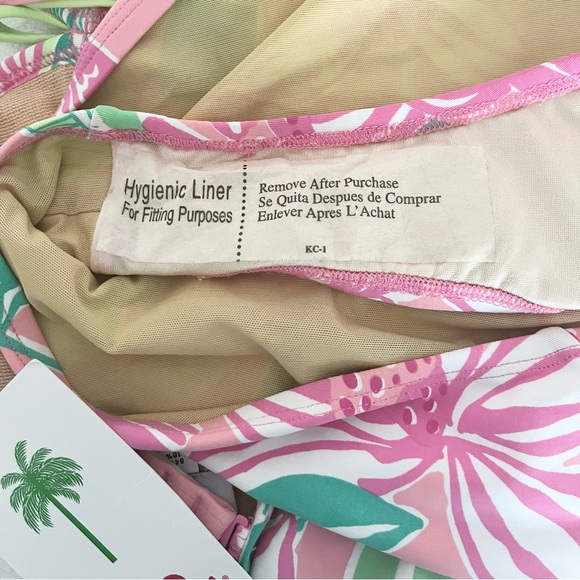 Hygienic Liner
For Fitting Purposes
Remove After Purchase
Se Quita Despues de Comprar
Enlever Apres L'Achat
KC-1